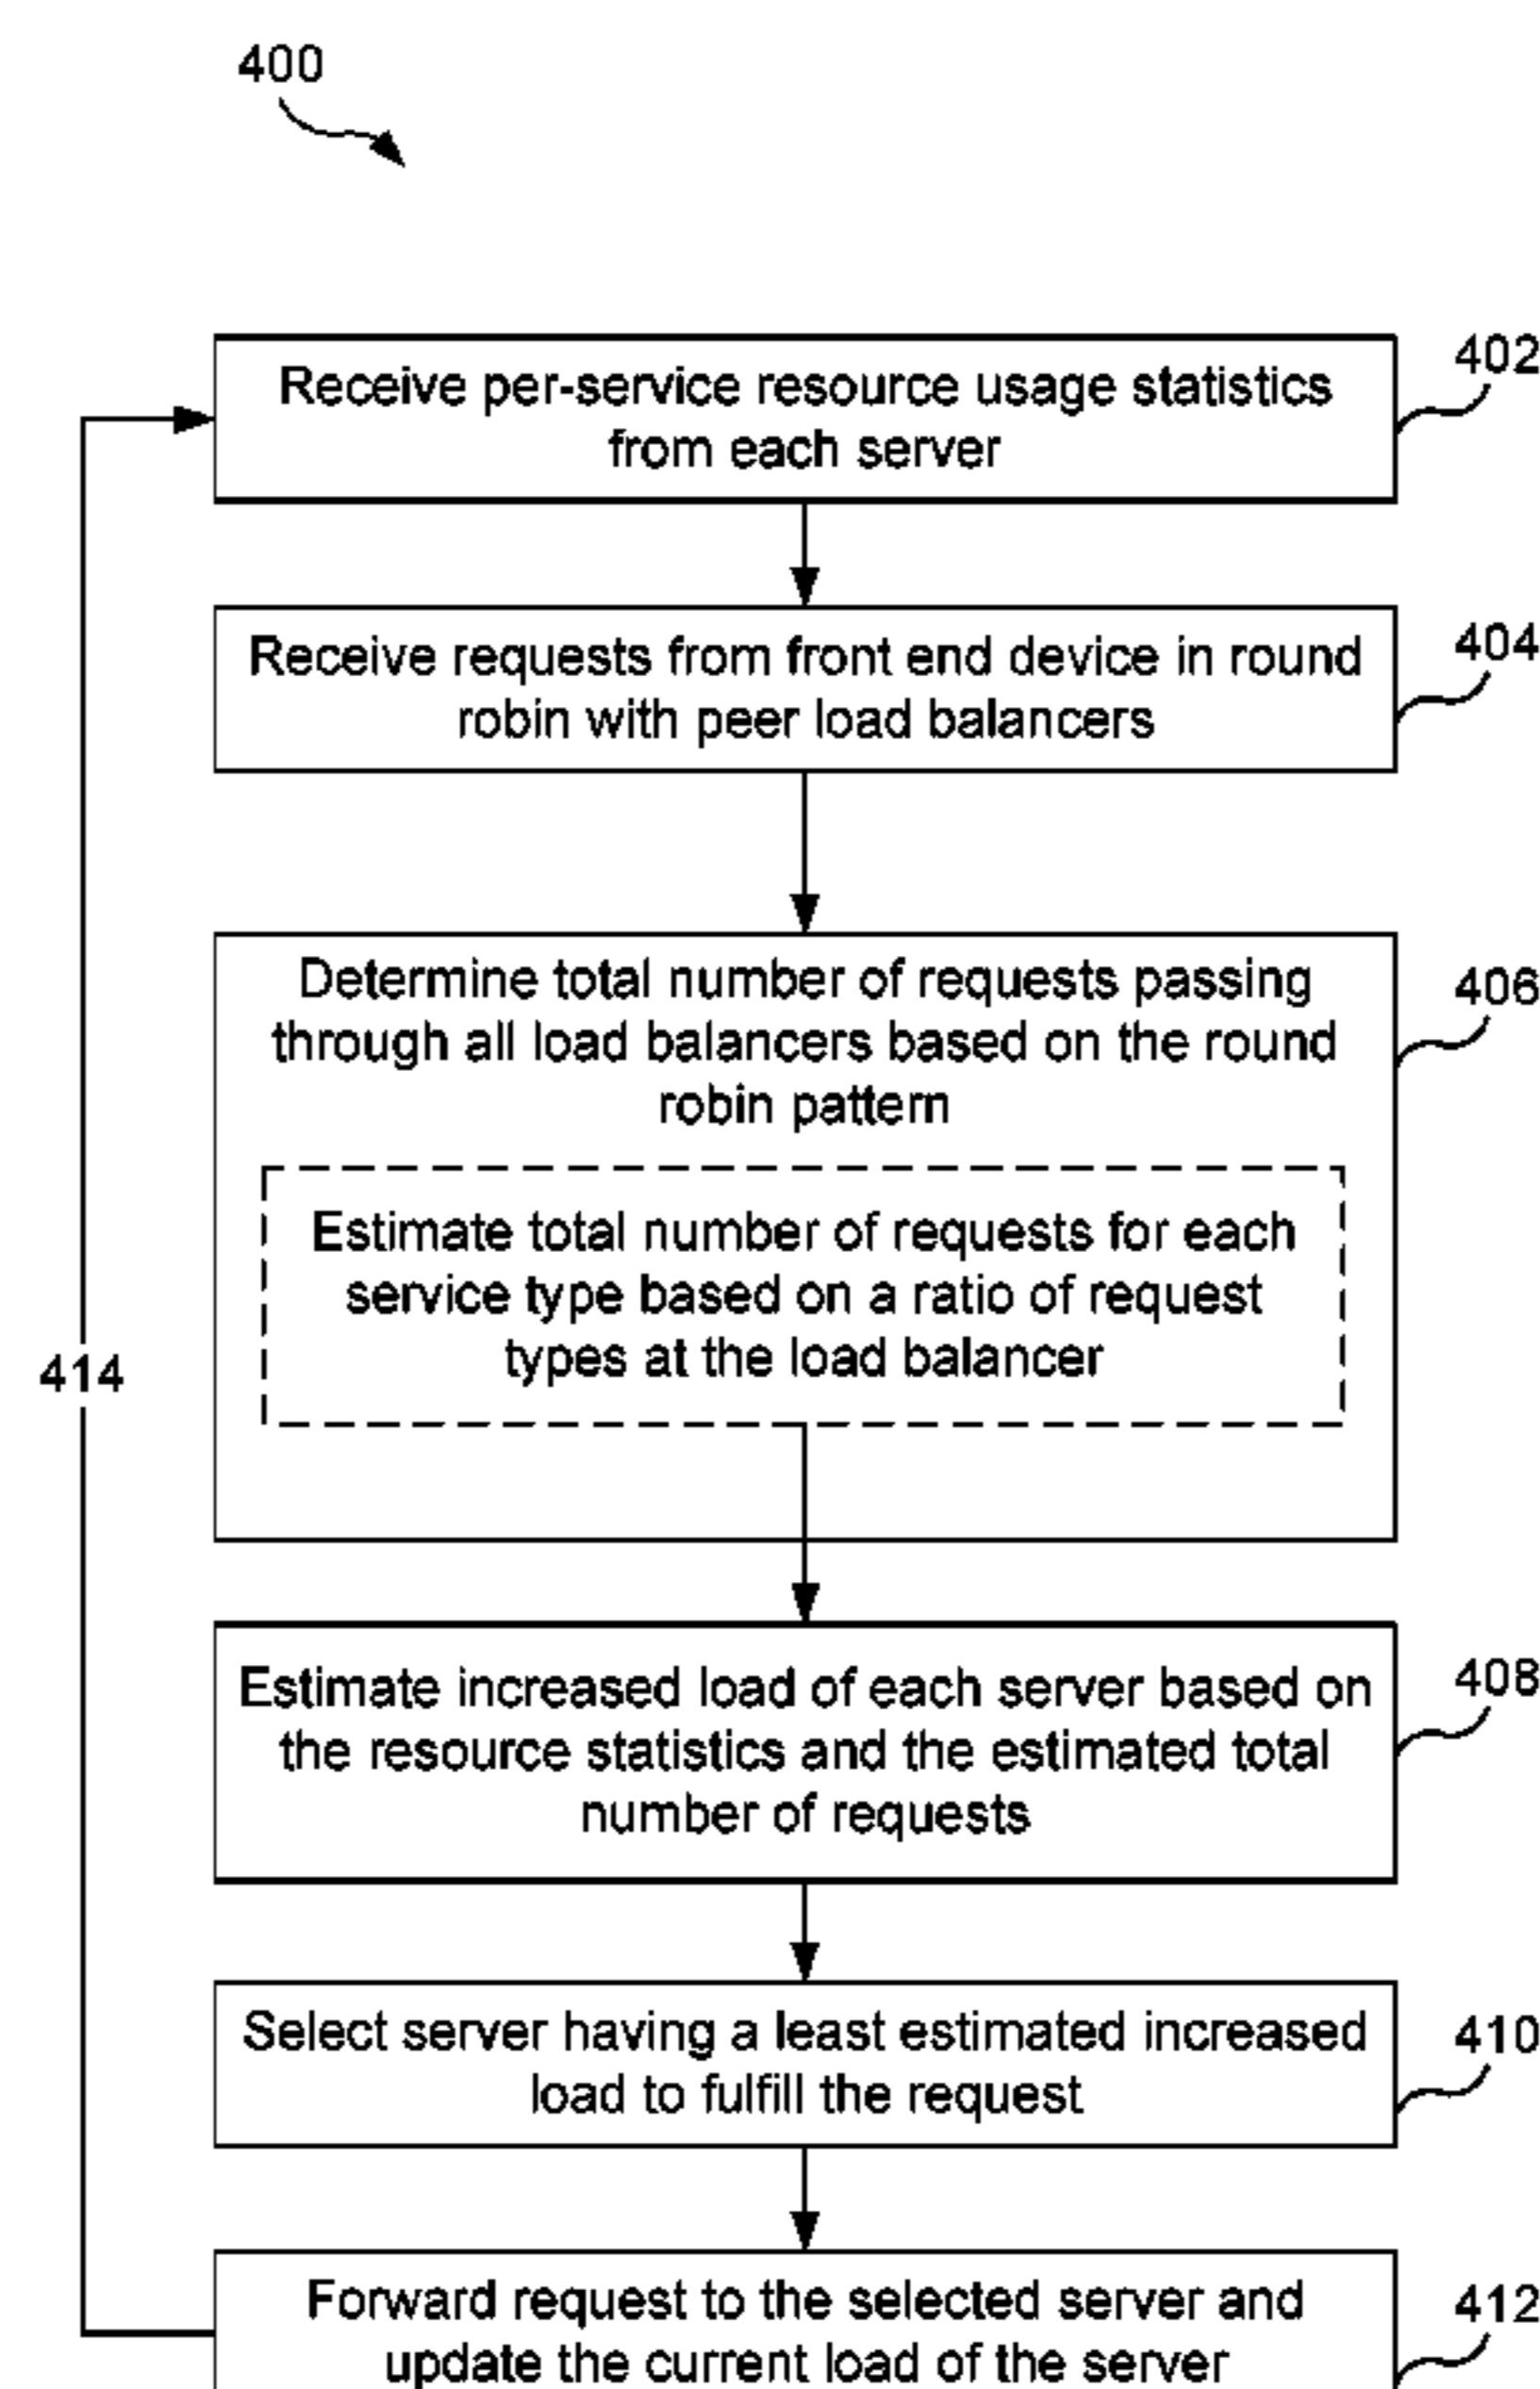 400
Receive per-service resource usage statistics
from each server
402
Receive requests from front end device in round
robin with peer load balancers
404
Determine total number of requests passing
through all load balancers based on the round
robin pattern
406
Estimate total number of requests for each
service type based on a ratio of request
types at the load balancer
414
Estimate increased load of each server based on
the resource statistics and the estimated total
number of requests
408
Select server having a least estimated increased
load to fulfill the request
410
Forward request to the selected server and
update the current load of the server
412